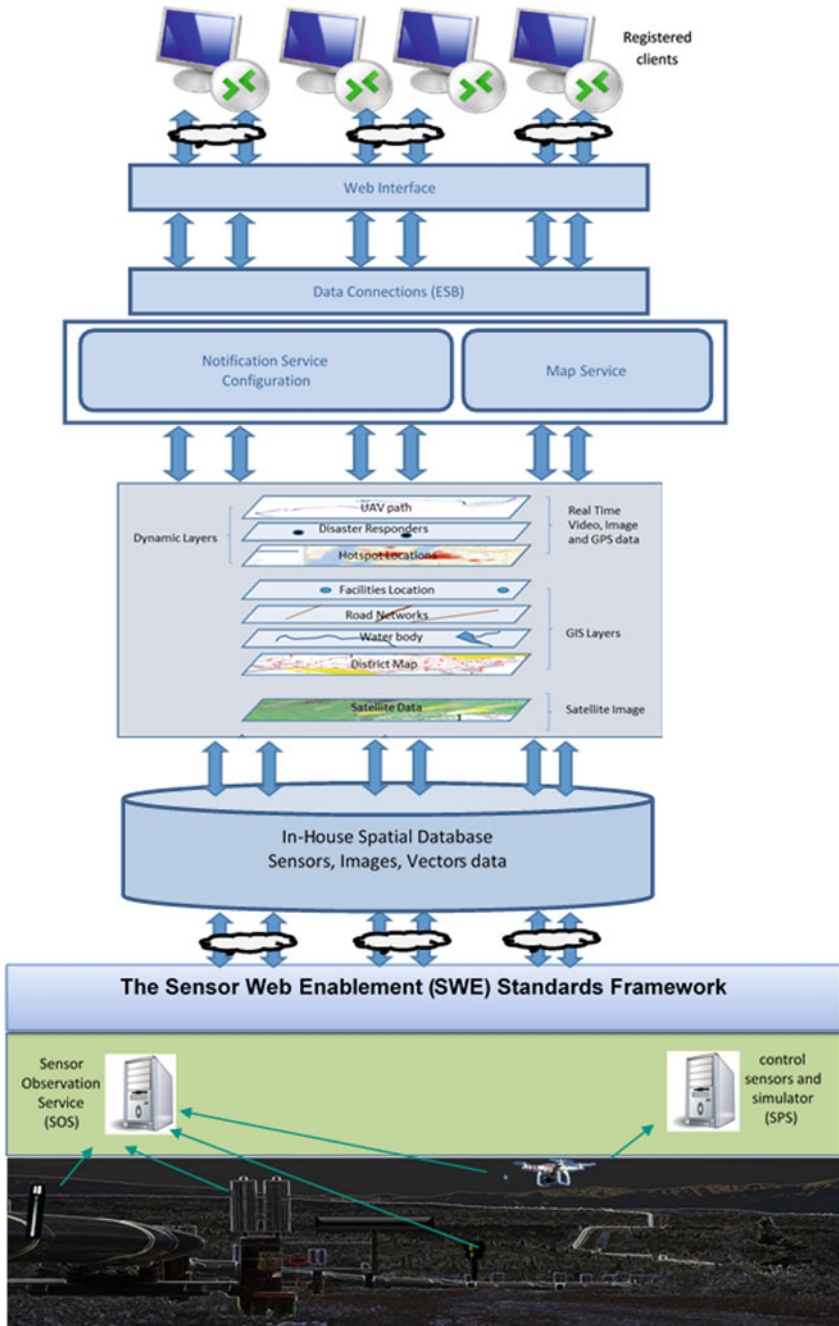 Registered
clients
Web Interface
Data Connections (ESB)
Notification Service
Configuration
Map Service
UAV path
Disaster Responders
Hotspot Locations
Dynamic Layers
Real Time
Video, Image
and GPS data
Facilities Location
Road Networks
Water body
District Map
GIS Layers
Satellite Data
1
Satellite Image
In-House Spatial Database
Sensors, Images, Vectors data
The Sensor Web Enablement (SWE) Standards Framework
Sensor
Observation
Service
(SOS)
control
sensors and
simulator
(SPS)